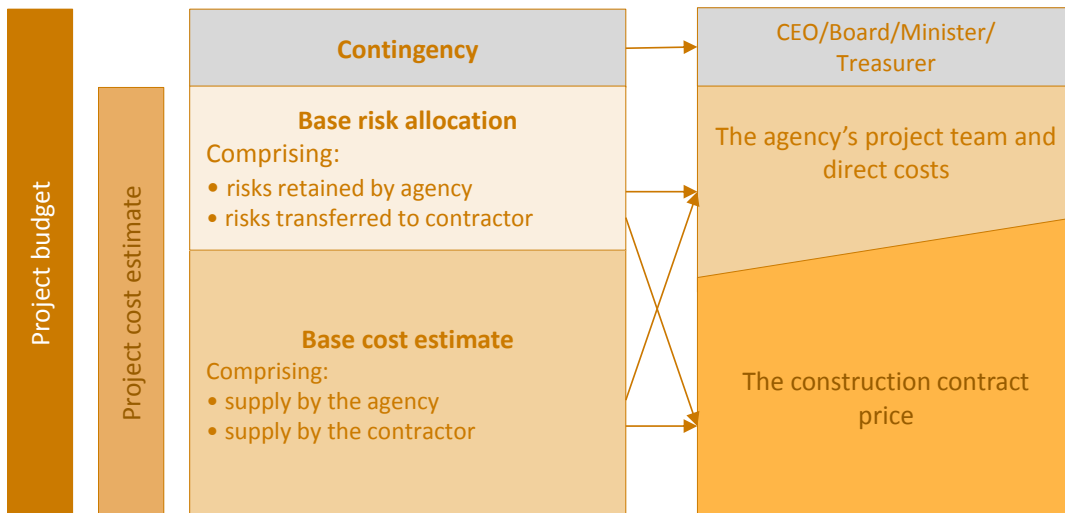 Project budget
Project cost estimate
Contingency
Base risk allocation
Comprising:
• risks retained by agency
• risks transferred to contractor
Base cost estimate
Comprising:
• supply by the agency
• supply by the contractor
CEO/Board/Minister/
Treasurer
The agency’s project team and
direct costs
The construction contract
price